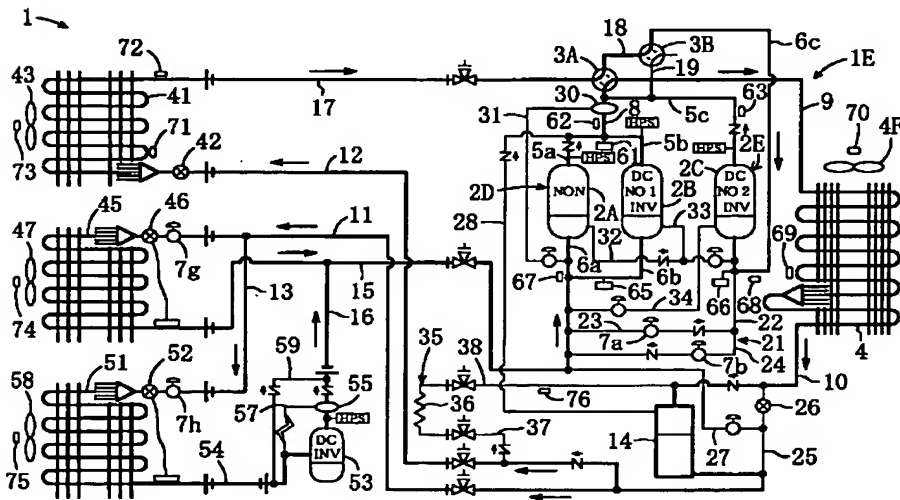 1
72
18
3B
6c
1E
3A
43
41
17
30
19
63
9
70
31
62
8
HPS
5c
4F
71
42
12
73
5a
HPS
61
5b
HPS
2C
2E
2D
NON
2A
DC
NO 1
INV
2B
DC
NO 2
INV
45
46
11
28
33
69
47
7g
32
6a
6b
67
65
66
68
74
15
34
13
16
23
22
7a
21
24
4
51
52
59
35
38
7b
10
58
7h
55
36
76
26
57
HPS
37
14
75
54
DC
INV
53
27
25